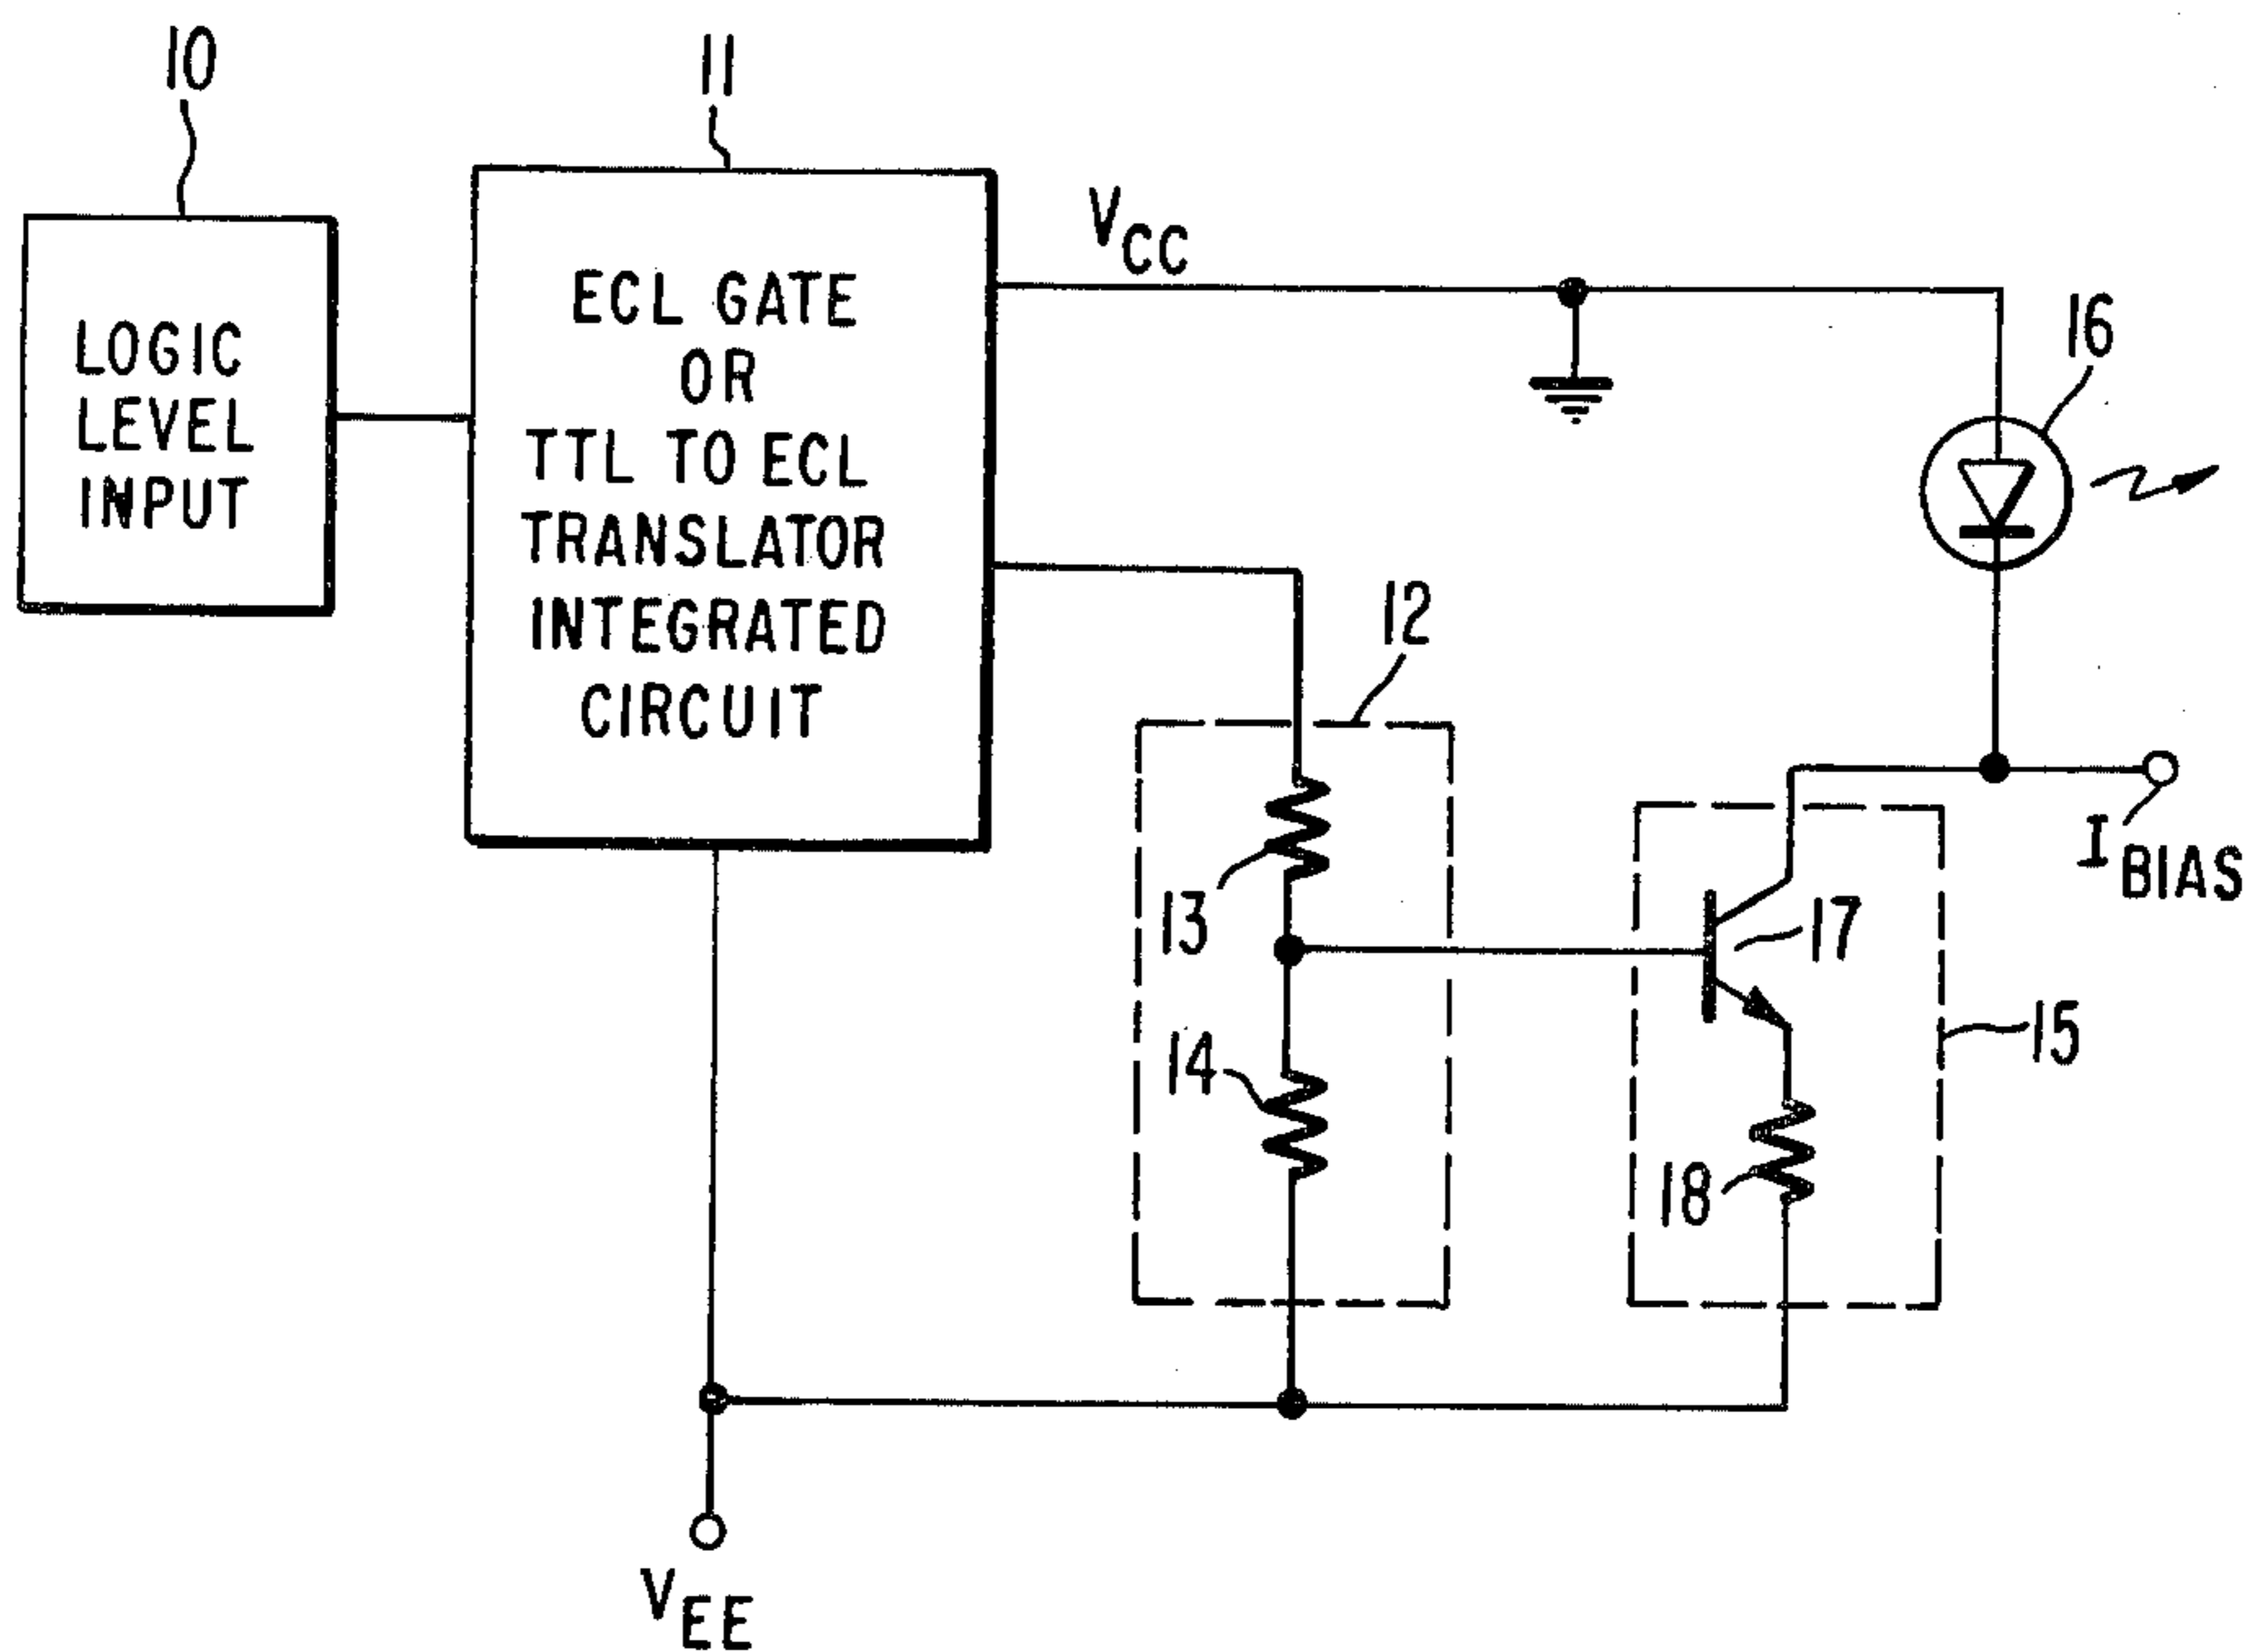 10
11
LOGIC
LEVEL
INPUT
ECL GATE
OR
TTL TO ECL
TRANSLATOR
INTEGRATED
CIRCUIT
VCC
16
12
IBIAS
13
17
14
15
18
VEE